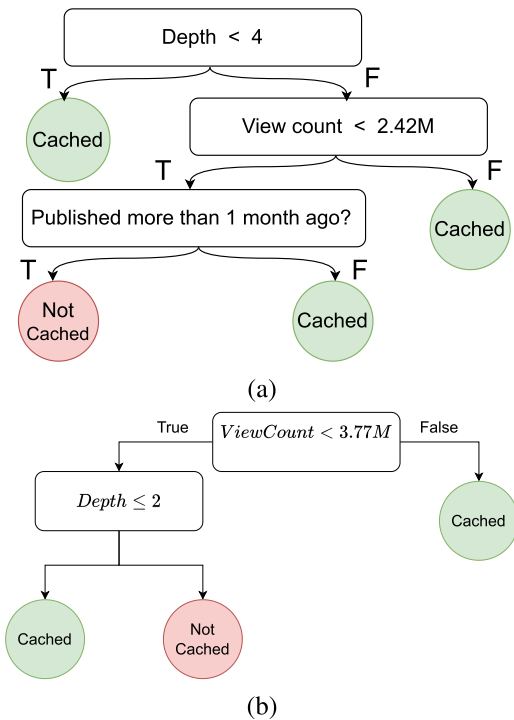 Depth < 4
T
F
Cached
View count < 2.42M
T
F
Published more than 1 month ago?
Cached
T
F
Not
Cached
Cached
(a)
True
ViewCount < 3.77M
False
Depth ≤ 2
Cached
Cached
Not
Cached
(b)